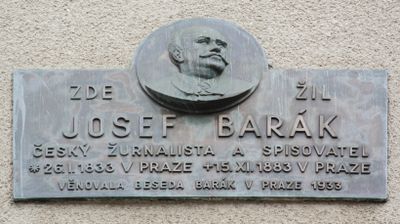 ZDE ŽIL
JOSEF BARÁK
ČESKÝ ŽURNALISTA A SPISOVATEL
*26.I.1833 V PRAZE +15.XI.1883 V PRAZE
VĚNOVALA BESEDA BARÁK V PRAZE 1933